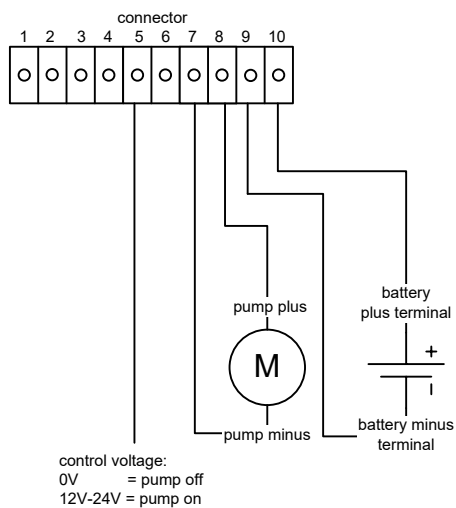 connector
1 2 3 4 5 6 7 8 9 10
pump plus
M
battery
plus terminal
+
–
pump minus
battery minus
terminal
control voltage:
0V = pump off
12V-24V = pump on